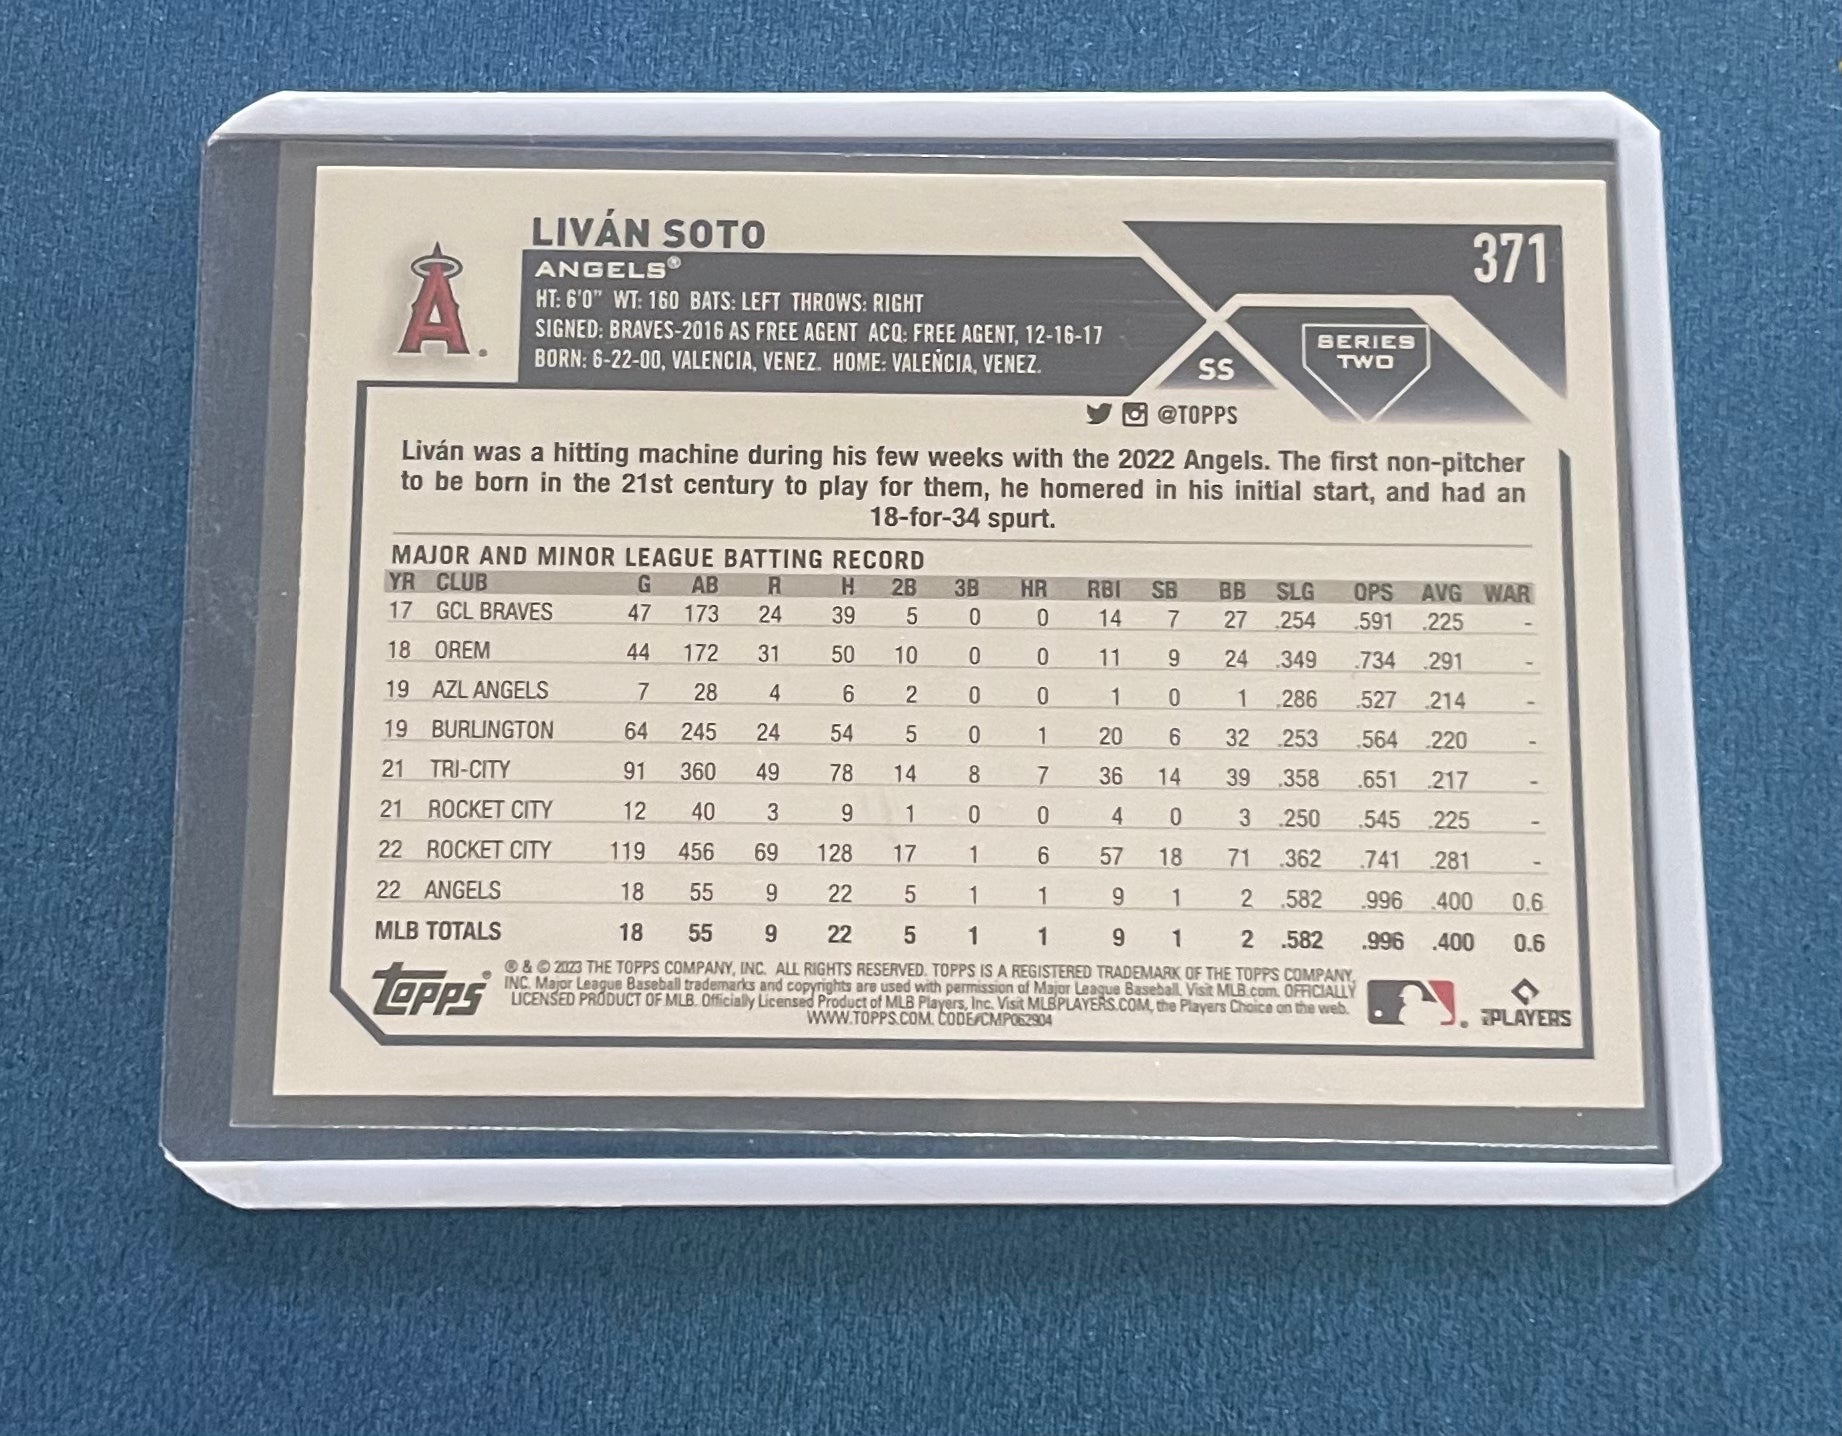 LIVÁN SOTO
371
ANGELS®
HT: 6'0" WT: 160 BATS: LEFT THROWS: RIGHT
SIGNED: BRAVES-2016 AS FREE AGENT ACQ: FREE AGENT, 12-16-17
BORN: 6-22-00, VALENCIA, VENEZ. HOME: VALENCIA, VENEZ.
SS
SERIES
TWO
@TOPPS
Liván was a hitting machine during his few weeks with the 2022 Angels. The first non-pitcher
to be born in the 21st century to play for them, he homered in his initial start, and had an
18-for-34 spurt.
MAJOR AND MINOR LEAGUE BATTING RECORD
YR CLUB G AB R H 2B 3B HR RBI SB BB SLG OPS AVG WAR
17 GCL BRAVES 47 173 24 39 5 0 0 14 7 27 .254 .591 .225 -
18 OREM 44 172 31 50 10 0 0 11 9 24 .349 .734 .291 -
19 AZL ANGELS 7 28 4 6 2 0 0 1 0 1 .286 .527 .214 -
19 BURLINGTON 64 245 24 54 5 0 1 20 6 32 .253 .564 .220 -
21 TRI-CITY 91 360 49 78 14 8 7 36 14 39 .358 .651 .217 -
21 ROCKET CITY 12 40 3 9 1 0 0 4 0 3 .250 .545 .225 -
22 ROCKET CITY 119 456 69 128 17 1 6 57 18 71 .362 .741 .281 -
22 ANGELS 18 55 9 22 5 1 1 9 1 2 .582 .996 .400 0.6
MLB TOTALS 18 55 9 22 5 1 1 9 1 2 .582 .996 .400 0.6
topps®
® & © 2023 THE TOPPS COMPANY, INC. ALL RIGHTS RESERVED. TOPPS IS A REGISTERED TRADEMARK OF THE TOPPS COMPANY,
INC. Major League Baseball trademarks and copyrights are used with permission of Major League Baseball. Visit MLB.com. OFFICIALLY
LICENSED PRODUCT OF MLB. Officially Licensed Product of MLB Players, Inc. Visit MLBPLAYERS.COM, the Players Choice on the web.
WWW.TOPPS.COM. CODE#CMP062904
PLAYERS